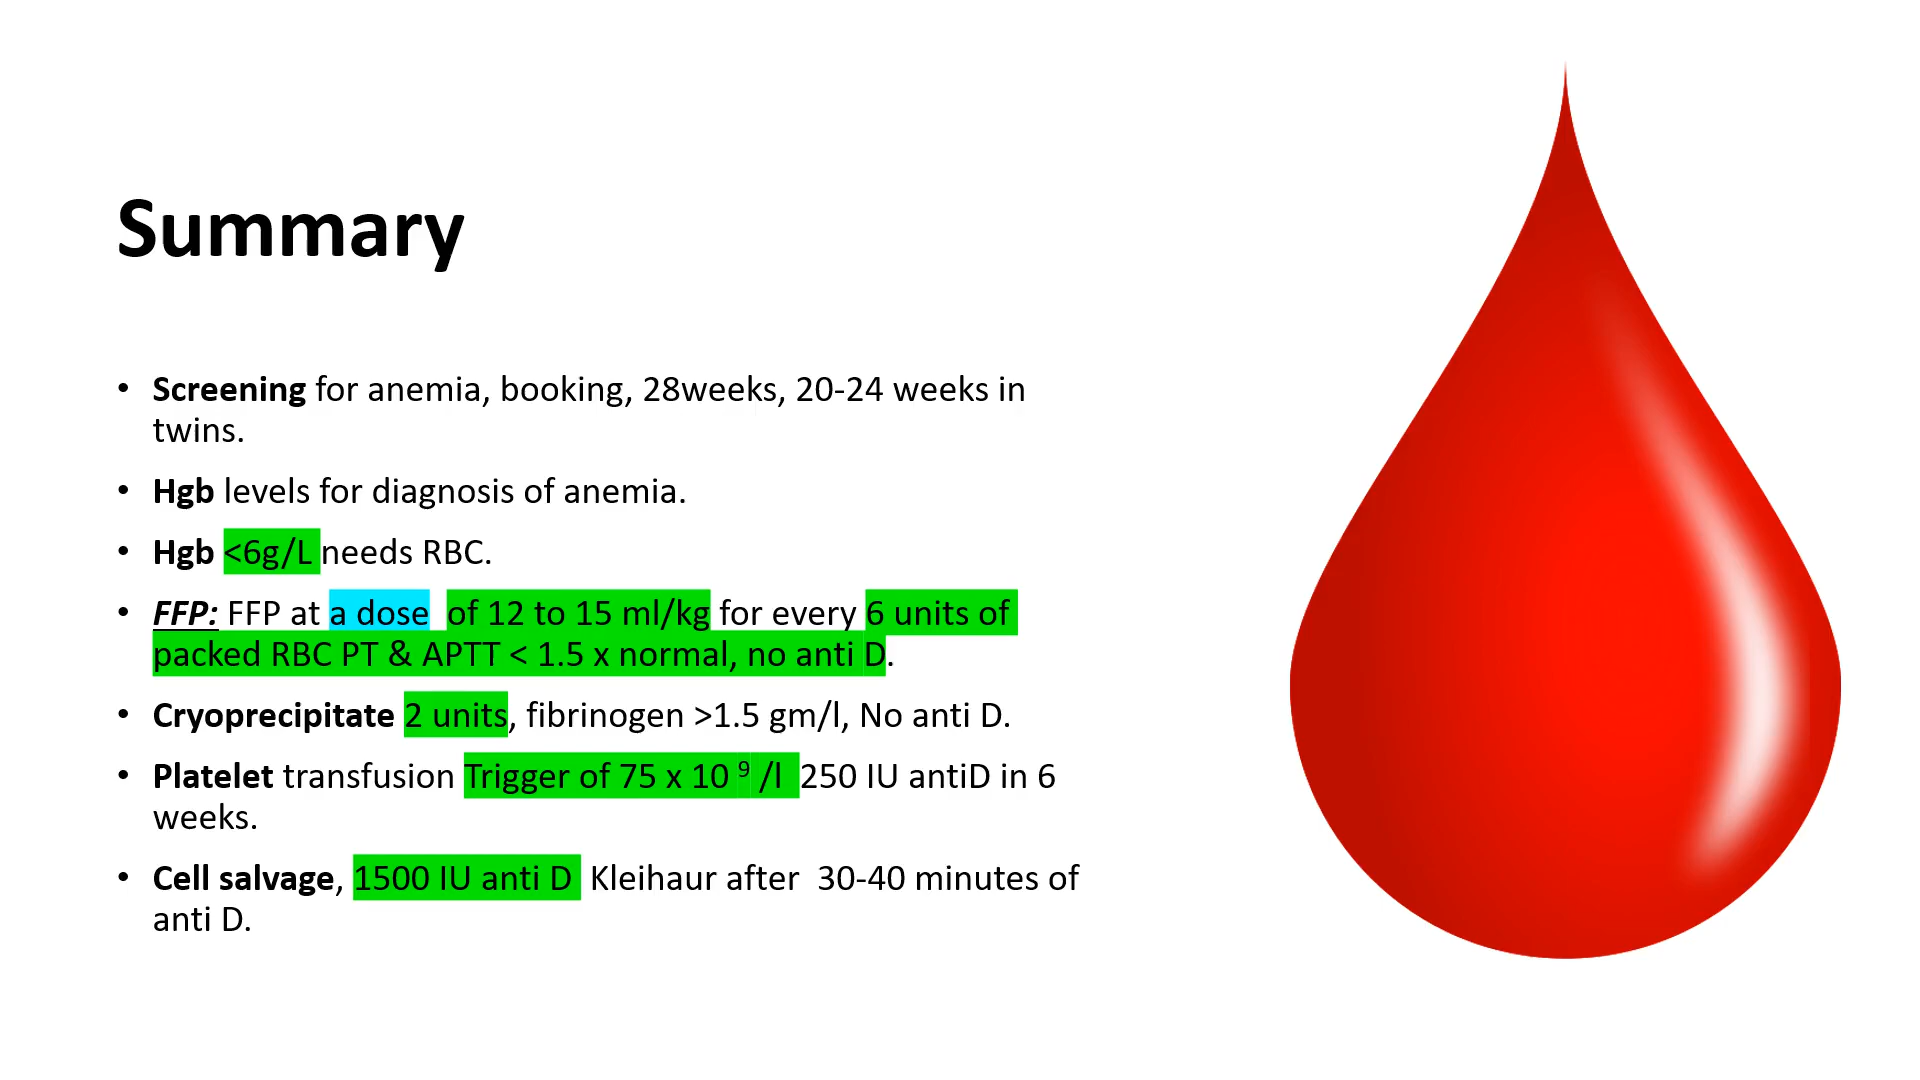 Summary
• Screening for anemia, booking, 28weeks, 20-24 weeks in
twins.
• Hgb levels for diagnosis of anemia.
• Hgb <6g/L needs RBC.
• FFP: FFP at a dose of 12 to 15 ml/kg for every 6 units of
packed RBC PT & APTT < 1.5 x normal, no anti D.
• Cryoprecipitate 2 units, fibrinogen >1.5 gm/l, No anti D.
• Platelet transfusion Trigger of 75 x 10 ⁹ /l 250 IU antiD in 6
weeks.
• Cell salvage, 1500 IU anti D Kleihaur after 30-40 minutes of
anti D.